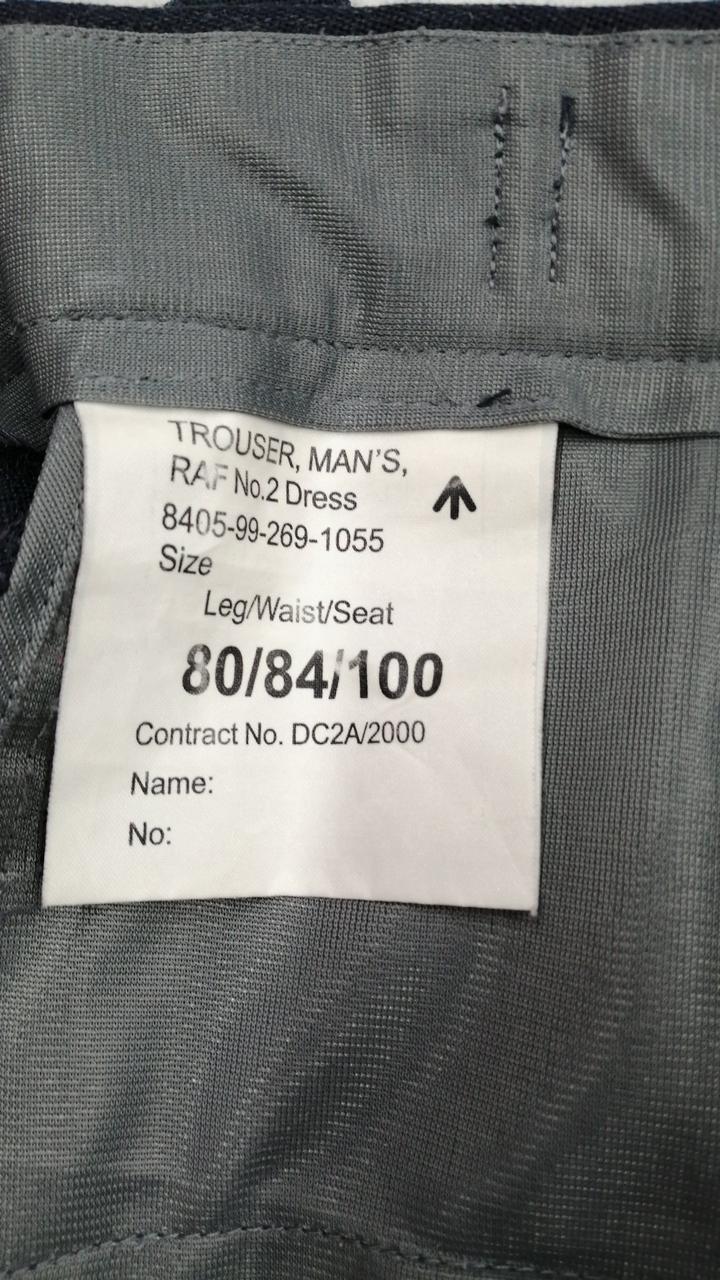 TROUSER, MAN'S,
RAF No.2 Dress
8405-99-269-1055
Size
Leg/Waist/Seat
80/84/100
Contract No. DC2A/2000
Name:
No: